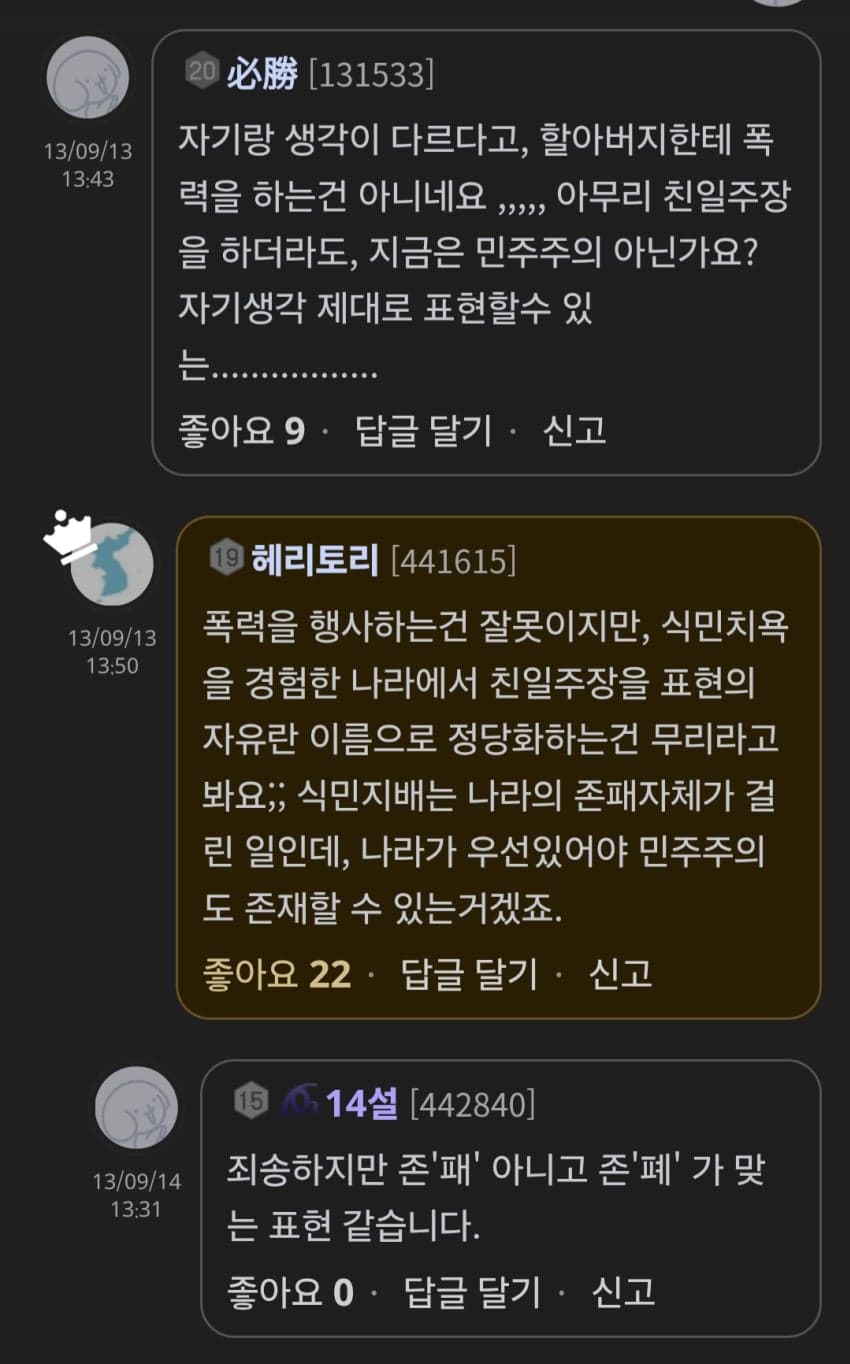 20 必勝 [131533]
13/09/13
13:43
자기랑 생각이 다르다고, 할아버지한테 폭
력을 하는건 아니네요 ,,,,, 아무리 친일주장
을 하더라도, 지금은 민주주의 아닌가요?
자기생각 제대로 표현할수 있
는.................
좋아요 9 · 답글 달기 · 신고
19 헤리토리 [441615]
13/09/13
13:50
폭력을 행사하는건 잘못이지만, 식민치욕
을 경험한 나라에서 친일주장을 표현의
자유란 이름으로 정당화하는건 무리라고
봐요;; 식민지배는 나라의 존패자체가 걸
린 일인데, 나라가 우선있어야 민주주의
도 존재할 수 있는거겠죠.
좋아요 22 · 답글 달기 · 신고
15 14설 [442840]
13/09/14
13:31
죄송하지만 존'패' 아니고 존'폐' 가 맞
는 표현 같습니다.
좋아요 0 · 답글 달기 · 신고